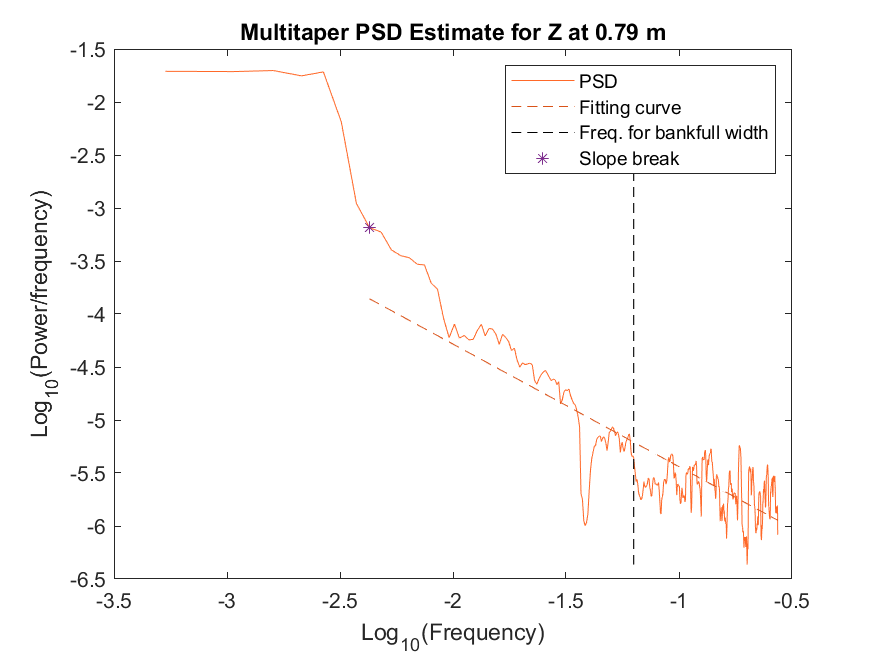 Multitaper PSD Estimate for Z at 0.79 m
PSD
Fitting curve
Freq. for bankfull width
Slope break
-1.5
-2
-2.5
-3
-3.5
-4
-4.5
-5
-5.5
-6
-6.5
Log10(Power/frequency)
-3.5 -3 -2.5 -2 -1.5 -1 -0.5
Log10(Frequency)